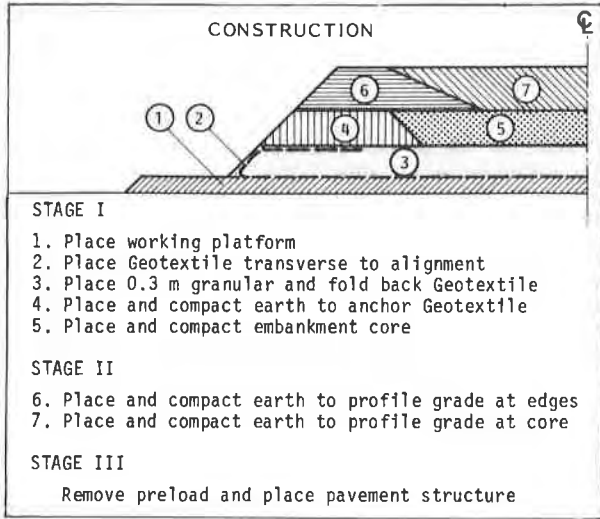 CONSTRUCTION
℄
6
7
1
2
4
5
3
STAGE I
1. Place working platform
2. Place Geotextile transverse to alignment
3. Place 0.3 m granular and fold back Geotextile
4. Place and compact earth to anchor Geotextile
5. Place and compact embankment core
STAGE II
6. Place and compact earth to profile grade at edges
7. Place and compact earth to profile grade at core
STAGE III
Remove preload and place pavement structure